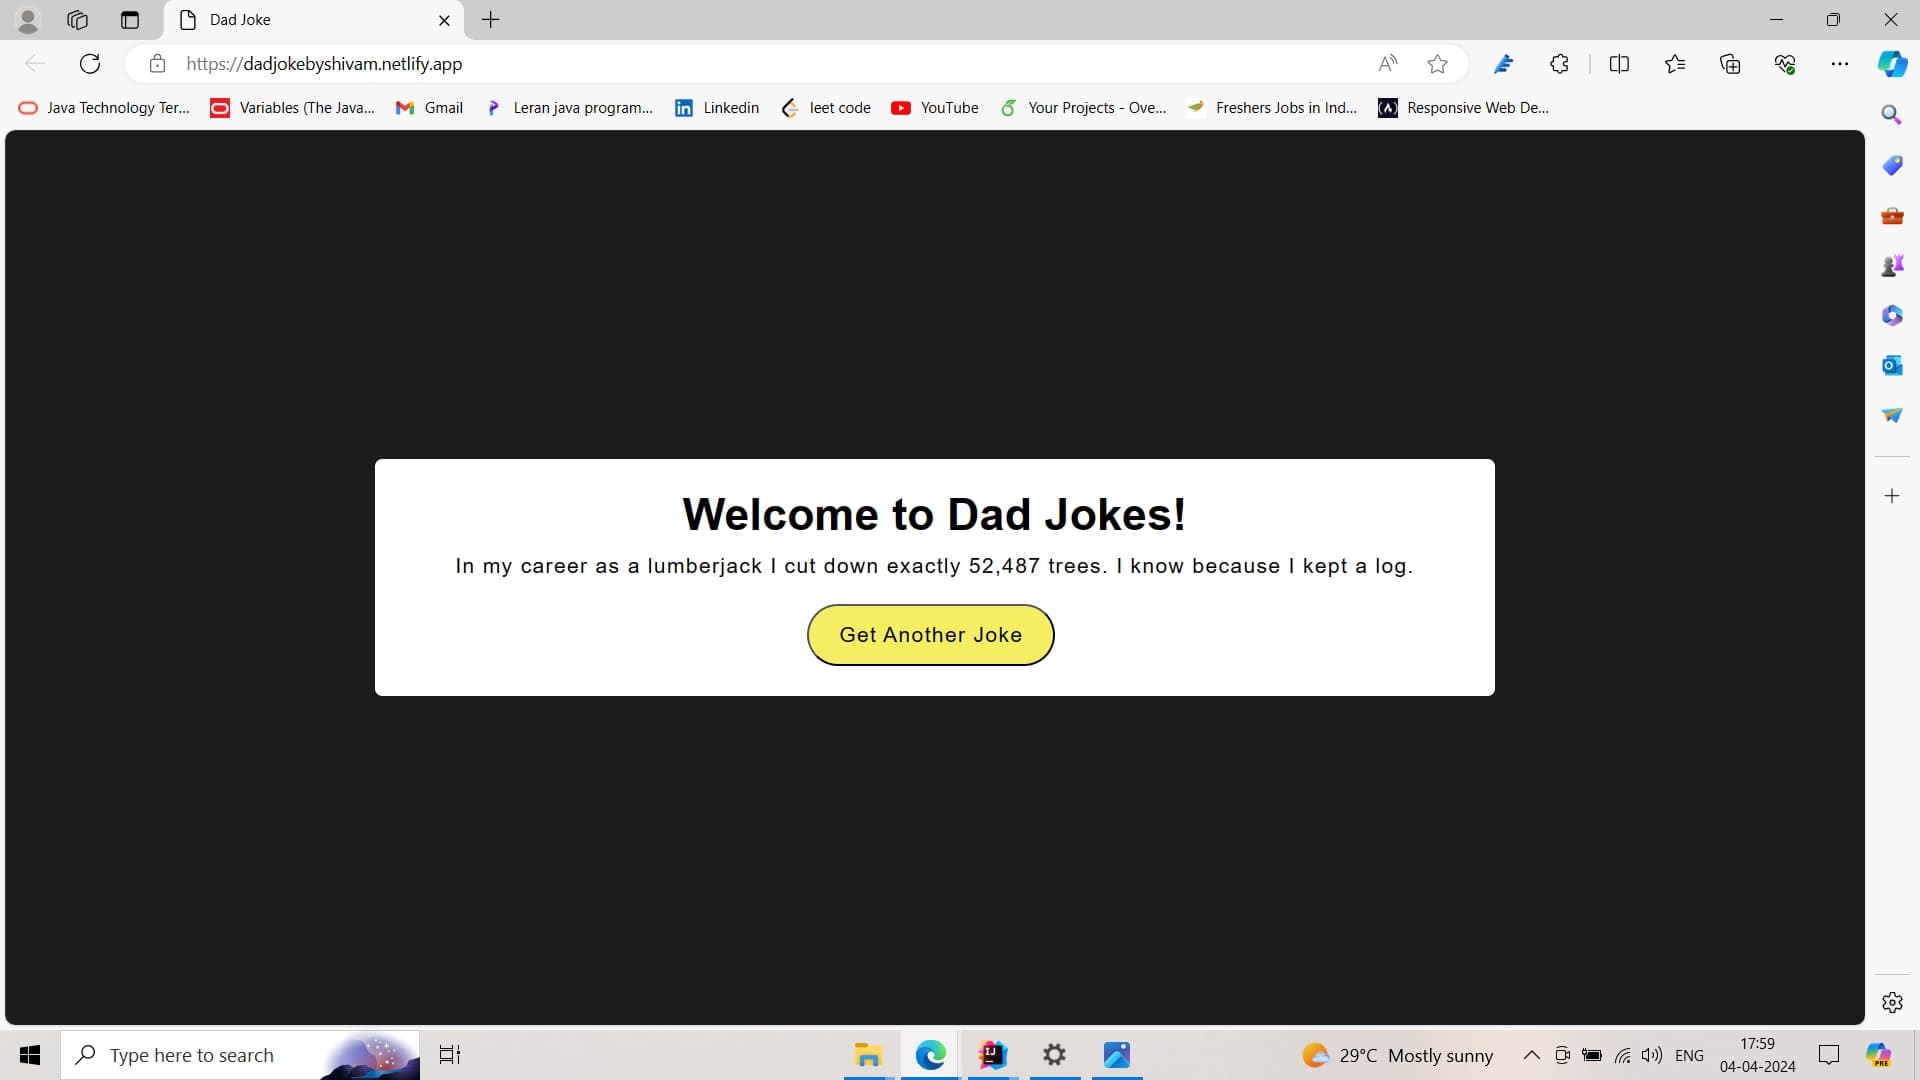 Dad Joke
https://dadjokebyshivam.netlify.app
Java Technology Ter...
Variables (The Java...
Gmail
Leran java program...
Linkedin
leet code
YouTube
Your Projects - Ove...
Freshers Jobs in Ind...
Responsive Web De...
Welcome to Dad Jokes!
In my career as a lumberjack I cut down exactly 52,487 trees. I know because I kept a log.
Get Another Joke
Type here to search
29°C Mostly sunny
ENG
17:59
04-04-2024
PRE